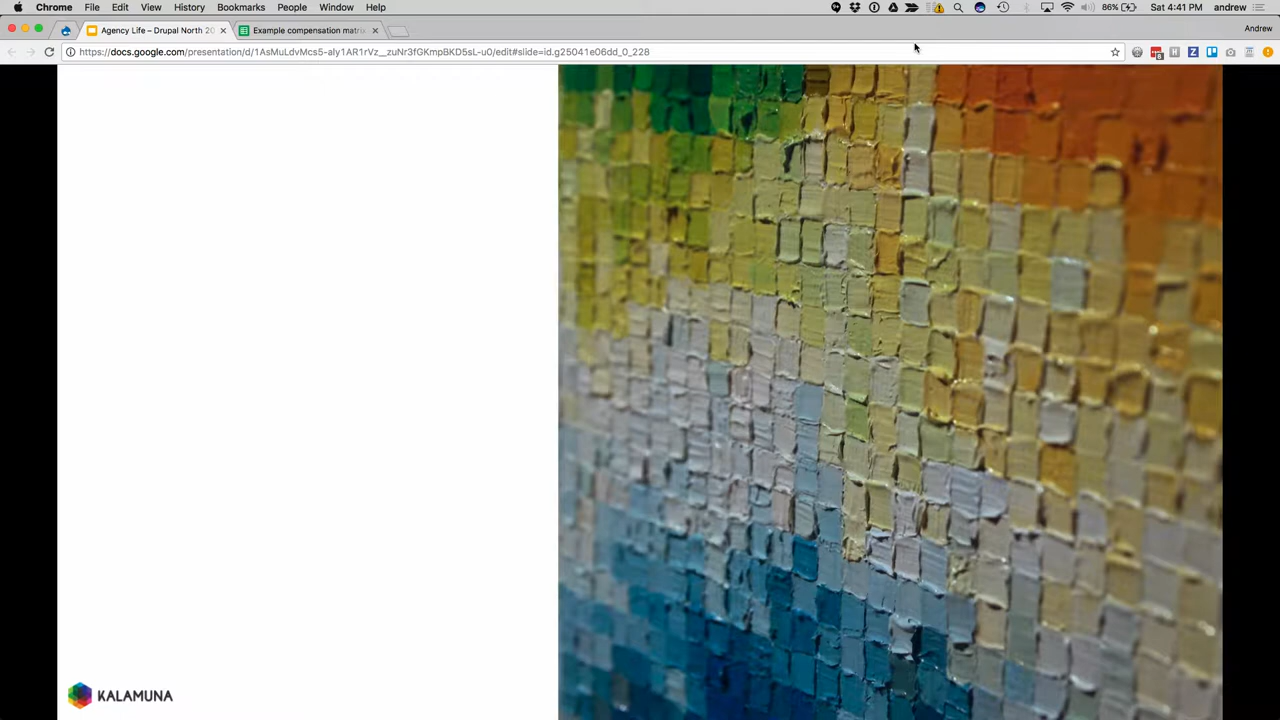 Chrome File Edit View History Bookmarks People Window Help 86% Sat 4:41 PM andrew
Agency Life – Drupal North 20 Example compensation matri Andrew
https://docs.google.com/presentation/d/1AsMuLdvMcs5-aly1AR1rVz__zuNr3fGKmpBKD5sL-u0/edit#slide=id.g25041e06dd_0_228
KALAMUNA